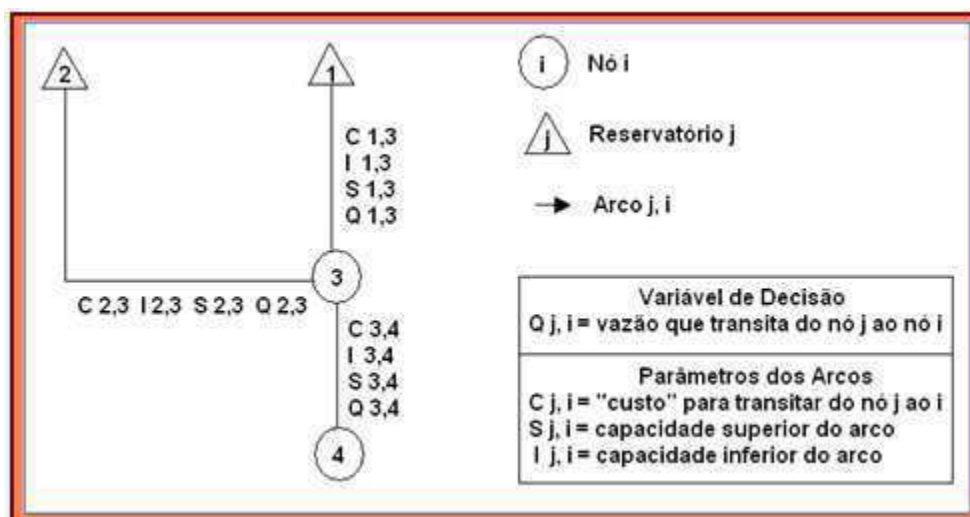 2
1
C 1,3
I 1,3
S 1,3
Q 1,3
3
C 2,3 I 2,3 S 2,3 Q 2,3
C 3,4
I 3,4
S 3,4
Q 3,4
4
i Nó i
j Reservatório j
Arco j, i
Variável de Decisão
Q j, i = vazão que transita do nó j ao nó i
Parâmetros dos Arcos
C j, i = "custo" para transitar do nó j ao i
S j, i = capacidade superior do arco
I j, i = capacidade inferior do arco